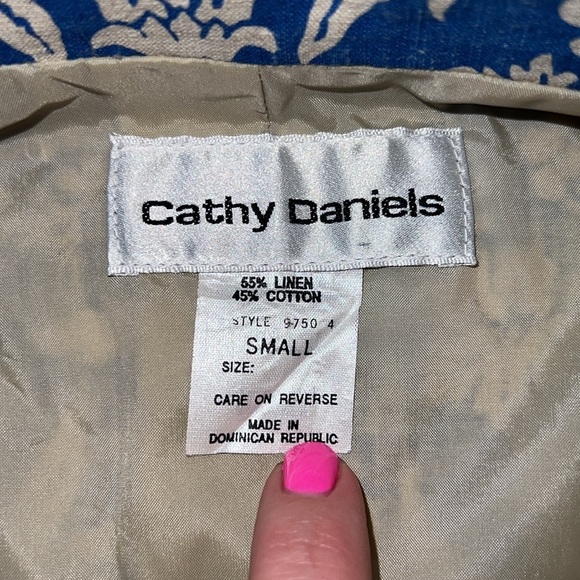 Cathy Daniels
55% LINEN
45% COTTON
STYLE 9750 4
SMALL
SIZE:
CARE ON REVERSE
MADE IN
DOMINICAN REPUBLIC